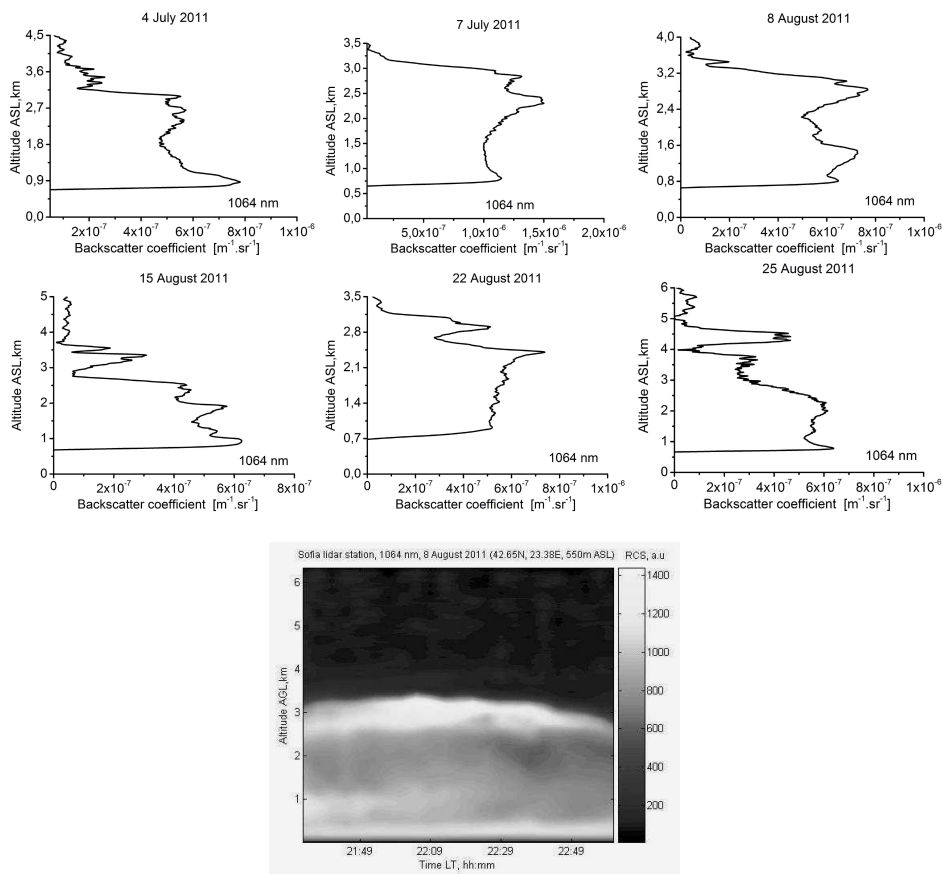 4 July 2011
4,5
3,6
2,7
1,8
0,9
0,0
Altitude ASL,km
1064 nm
2x10⁻⁷ 4x10⁻⁷ 6x10⁻⁷ 8x10⁻⁷ 1x10⁻⁶
Backscatter coefficient [m⁻¹.sr⁻¹]
7 July 2011
3,5
3,0
2,5
2,0
1,5
1,0
0,5
0,0
Altitude ASL,km
1064 nm
5,0x10⁻⁷ 1,0x10⁻⁶ 1,5x10⁻⁶ 2,0x10⁻⁶
Backscatter coefficient [m⁻¹.sr⁻¹]
8 August 2011
4,0
3,2
2,4
1,6
0,8
0,0
Altitude ASL,km
1064 nm
0 2x10⁻⁷ 4x10⁻⁷ 6x10⁻⁷ 8x10⁻⁷ 1x10⁻⁶
Backscatter coefficient [m⁻¹.sr⁻¹]
15 August 2011
5
4
3
2
1
0
Altitude ASL,km
1064 nm
0 2x10⁻⁷ 4x10⁻⁷ 6x10⁻⁷ 8x10⁻⁷
Backscatter coefficient [m⁻¹.sr⁻¹]
22 August 2011
3,5
2,8
2,1
1,4
0,7
0,0
Altitude ASL,km
1064 nm
0 2x10⁻⁷ 4x10⁻⁷ 6x10⁻⁷ 8x10⁻⁷ 1x10⁻⁶
Backscatter coefficient [m⁻¹.sr⁻¹]
25 August 2011
6
5
4
3
2
1
0
Altitude ASL,km
1064 nm
0 2x10⁻⁷ 4x10⁻⁷ 6x10⁻⁷ 8x10⁻⁷ 1x10⁻⁶
Backscatter coefficient [m⁻¹.sr⁻¹]
Sofia lidar station, 1064 nm, 8 August 2011 (42.65N, 23.38E, 550m ASL) RCS, a.u
6
5
4
3
2
1
Altitude AGL,km
21:49 22:09 22:29 22:49
Time LT, hh:mm
1400
1200
1000
800
600
400
200